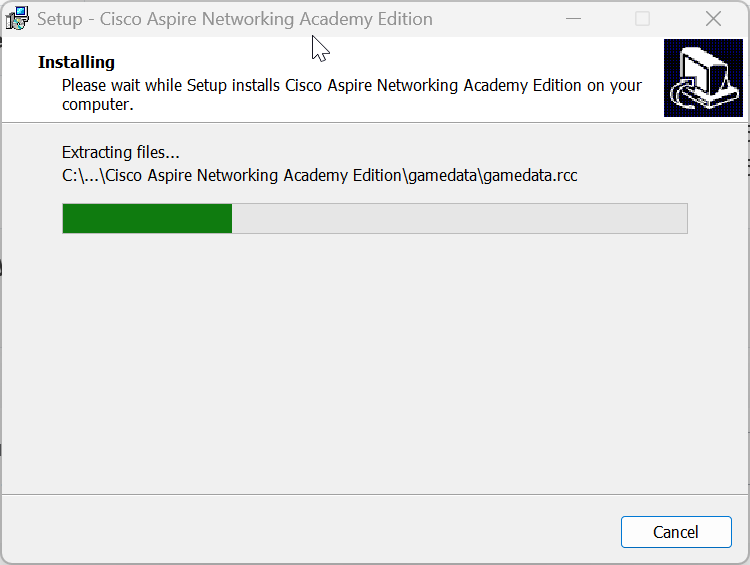 Setup - Cisco Aspire Networking Academy Edition
Installing
Please wait while Setup installs Cisco Aspire Networking Academy Edition on your
computer.
Extracting files...
C:\...\Cisco Aspire Networking Academy Edition\gamedata\gamedata.rcc
Cancel